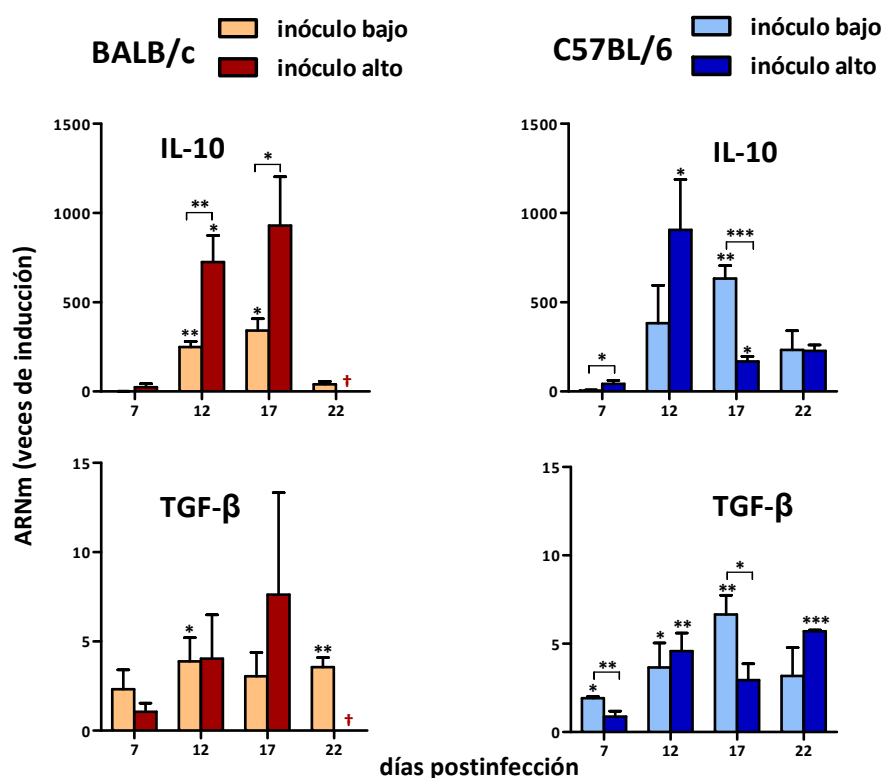 BALB/c
inóculo bajo
inóculo alto
C57BL/6
inóculo bajo
inóculo alto
ARNm (veces de inducción)
IL-10
1500
1000
500
0
** * ** * * †
7 12 17 22
IL-10
1500
1000
500
0
* * ** *** *
7 12 17 22
TGF-β
15
10
5
0
* ** †
7 12 17 22
TGF-β
15
10
5
0
* ** * ** ** * ***
7 12 17 22
días postinfección